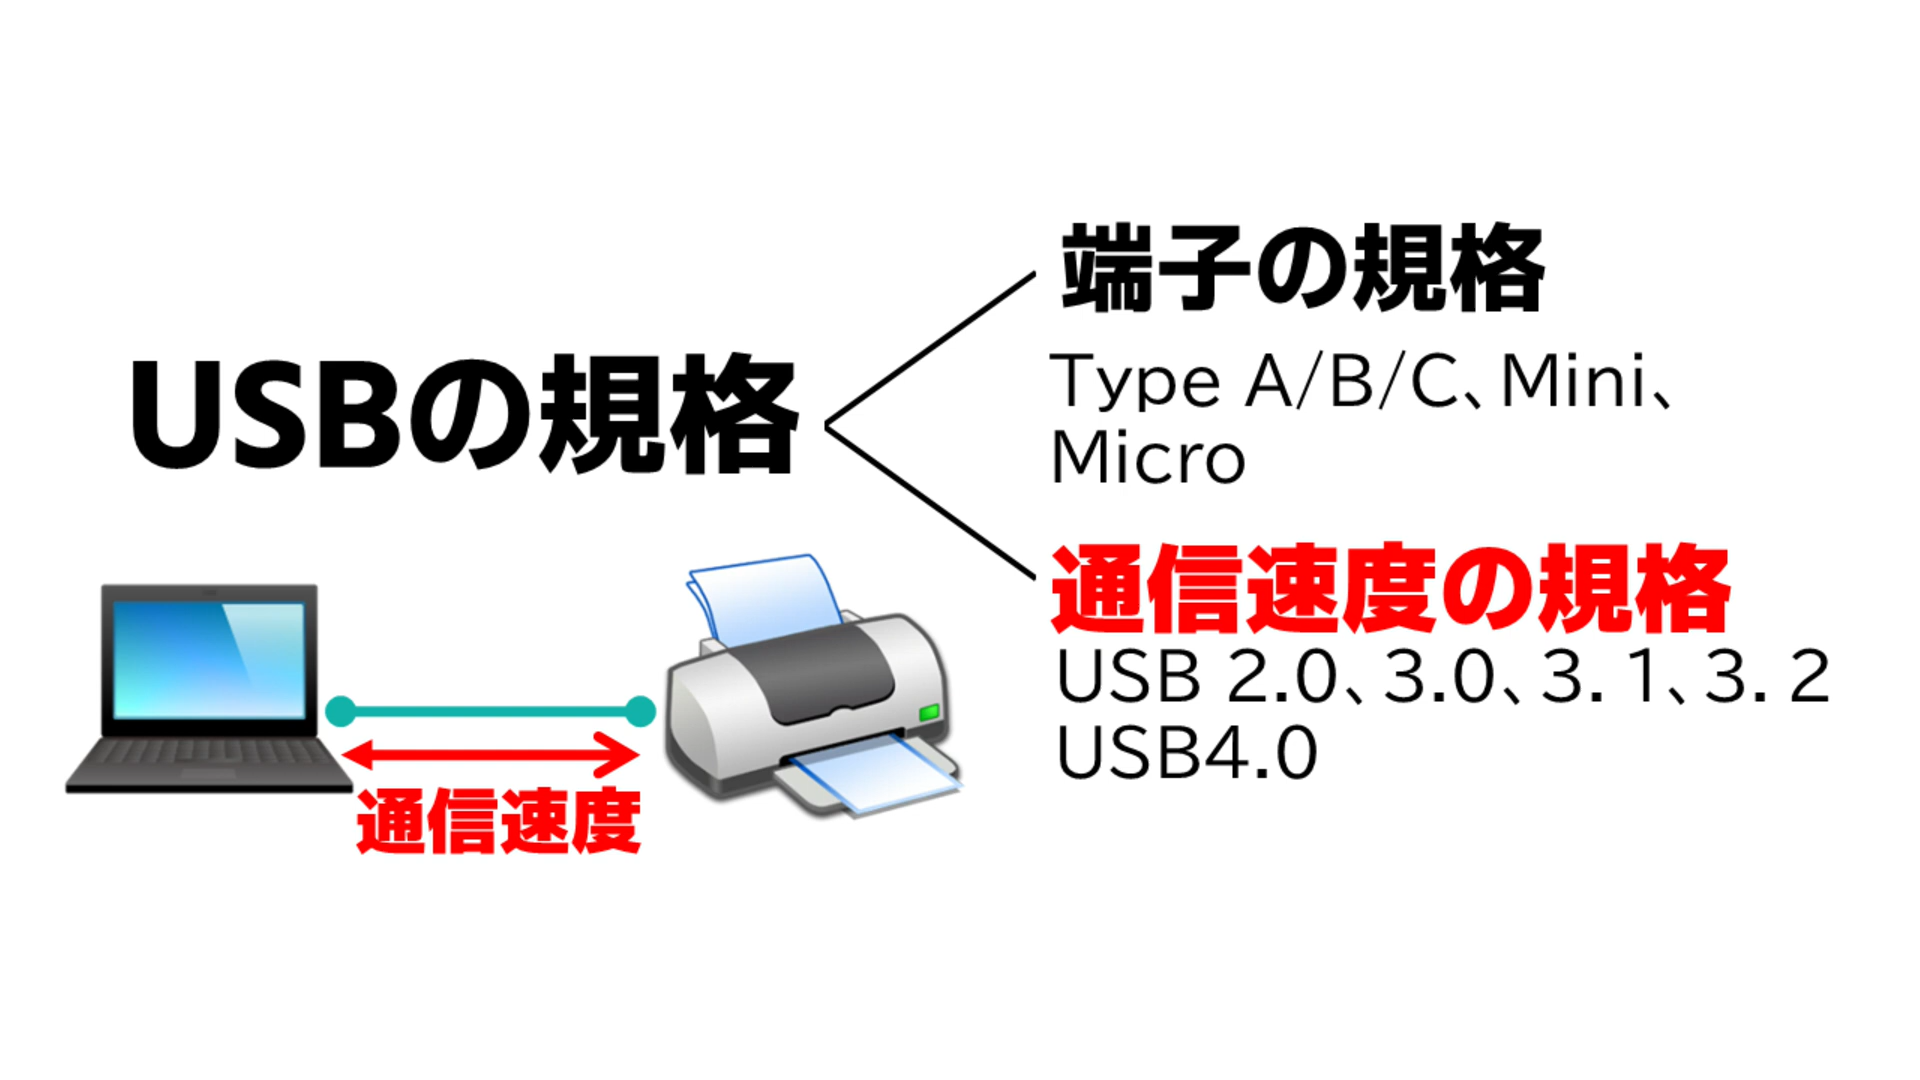 USBの規格
端子の規格
Type A/B/C、Mini、
Micro
通信速度の規格
USB 2.0、3.0、3.1、3.2
USB4.0
通信速度